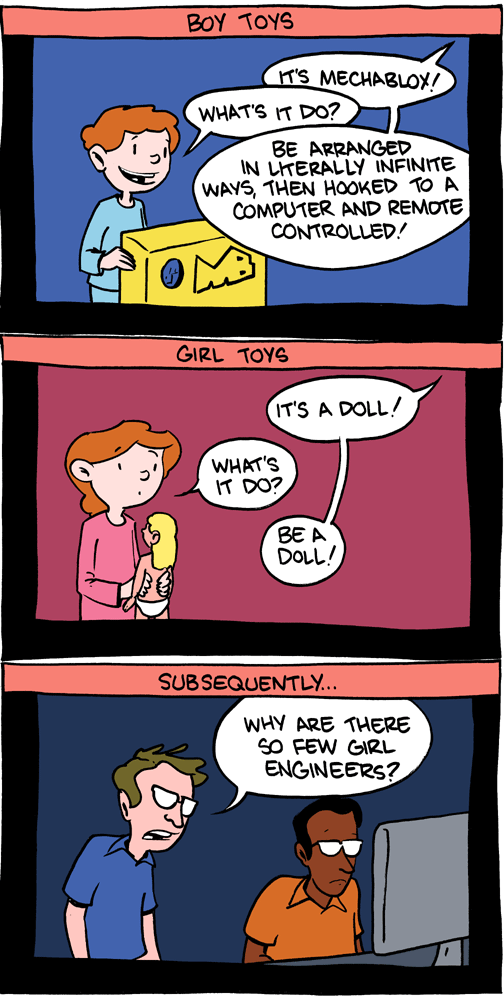 BOY TOYS
IT'S MECHABLOX!
WHAT'S IT DO?
BE ARRANGED
IN LITERALLY INFINITE
WAYS, THEN HOOKED TO A
COMPUTER AND REMOTE
CONTROLLED!
MB
GIRL TOYS
IT'S A DOLL!
WHAT'S
IT DO?
BE A
DOLL!
SUBSEQUENTLY...
WHY ARE THERE
SO FEW GIRL
ENGINEERS?